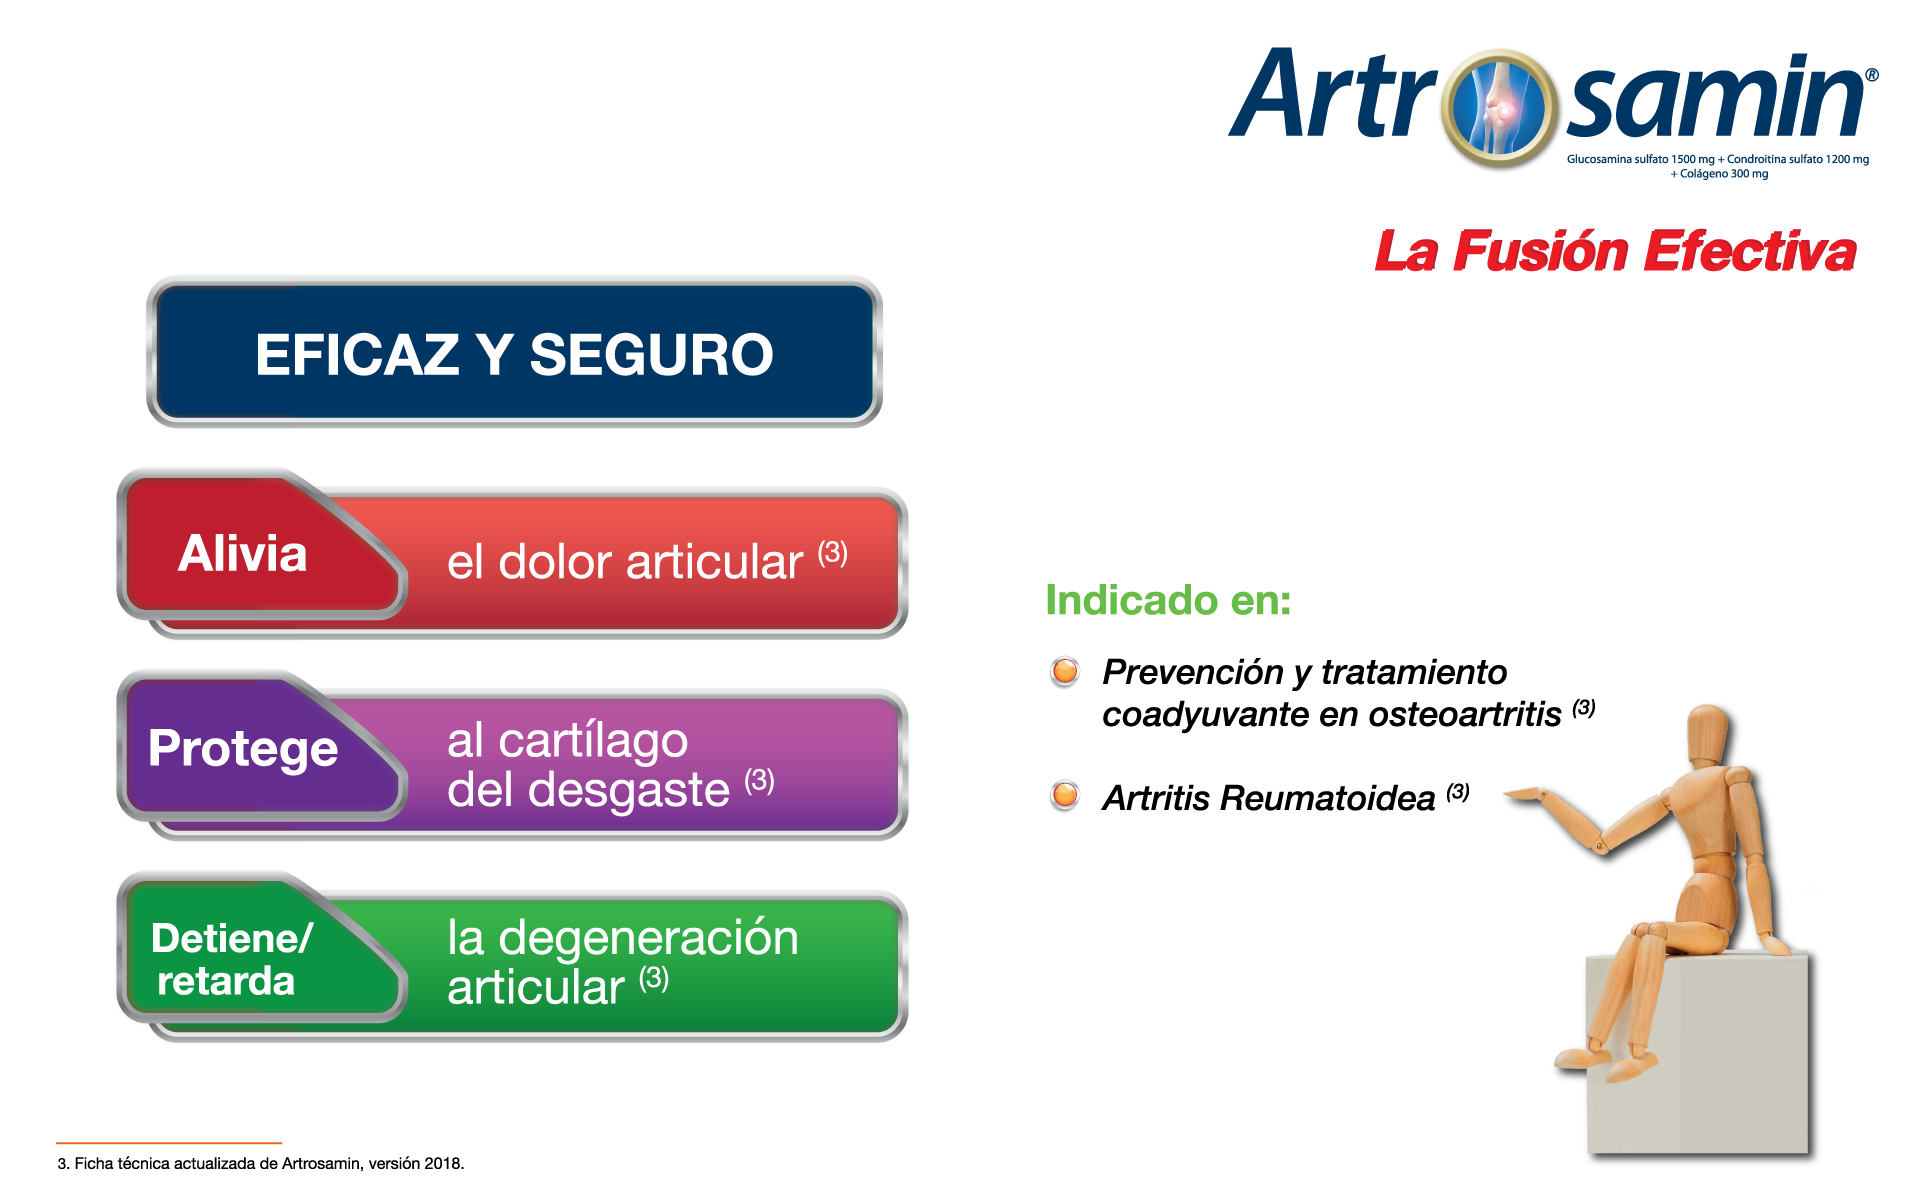 Artrosamin®
Glucosamina sulfato 1500 mg + Condroitina sulfato 1200 mg
+ Colágeno 300 mg
La Fusión Efectiva
EFICAZ Y SEGURO
Alivia
el dolor articular (3)
Protege
al cartílago
del desgaste (3)
Detiene/
retarda
la degeneración
articular (3)
Indicado en:
Prevención y tratamiento
coadyuvante en osteoartritis (3)
Artritis Reumatoidea (3)
3. Ficha técnica actualizada de Artrosamin, versión 2018.